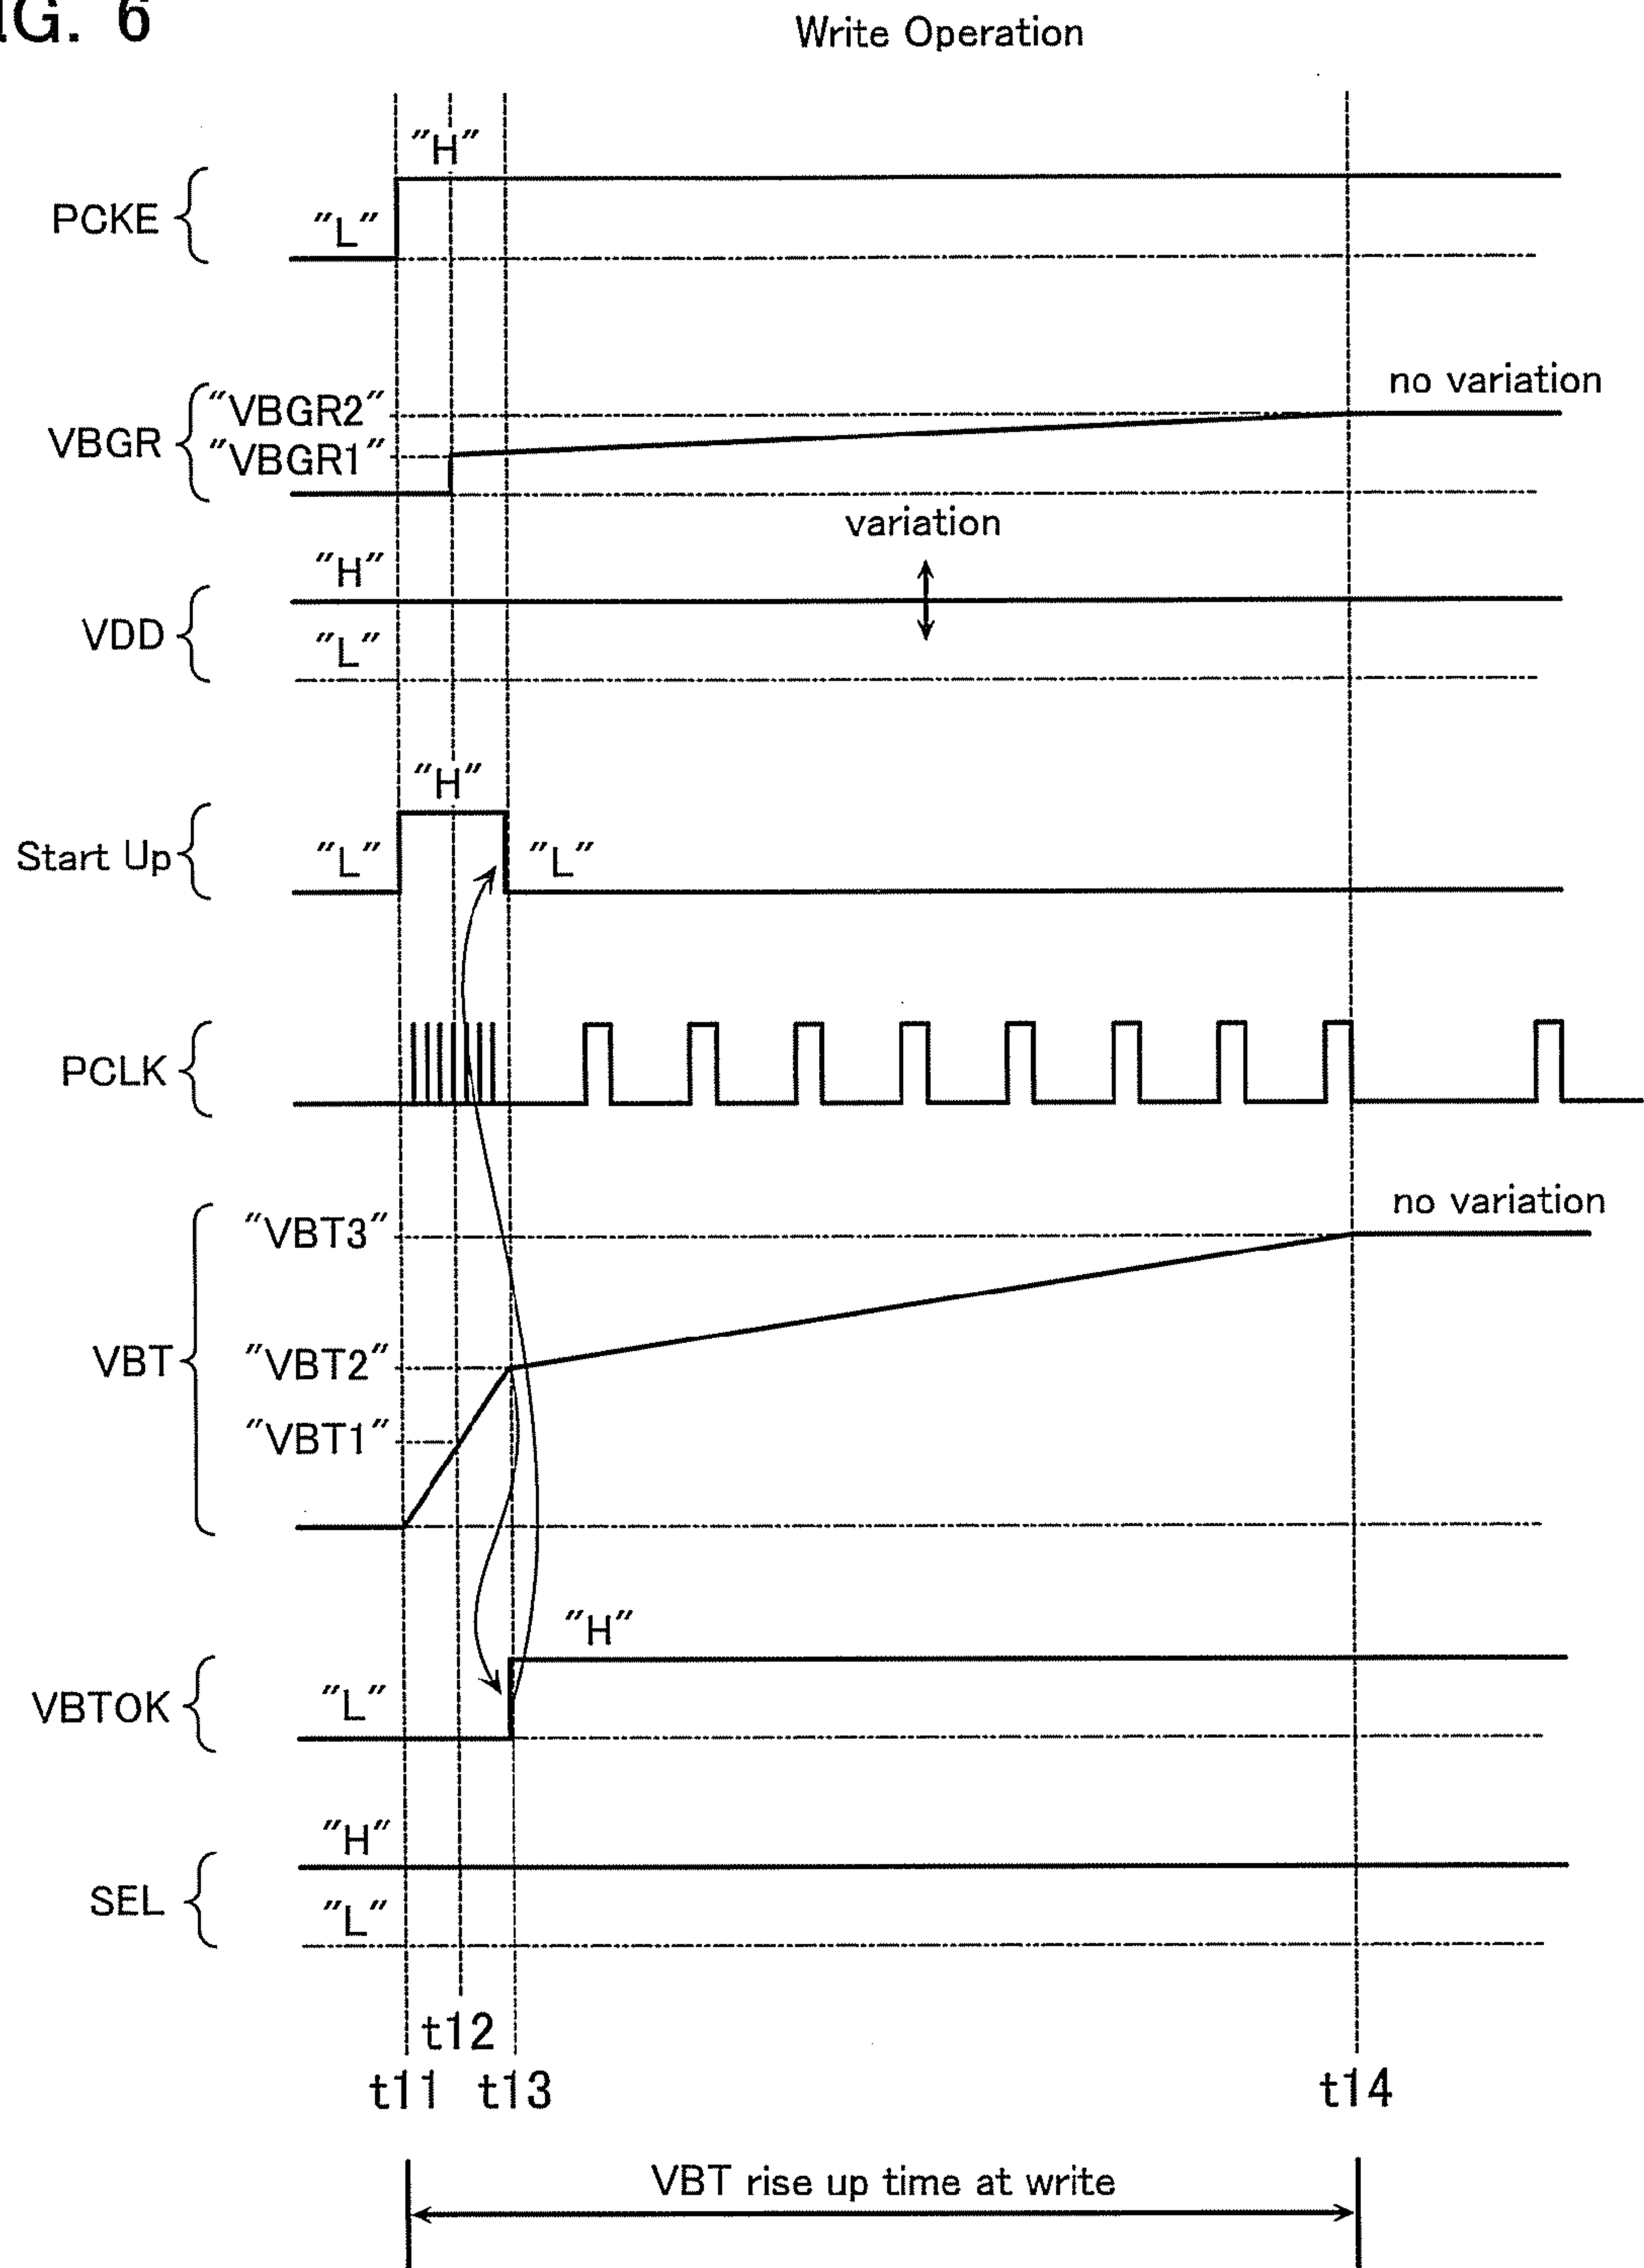 IG. 6
Write Operation
"H"
PCKE
"L"
no variation
"VBGR2"
VBGR
"VBGR1"
variation
"H"
VDD
"L"
"H"
Start Up
"L"
"L"
PCLK
no variation
"VBT3"
VBT
"VBT2"
"VBT1"
"H"
VBTOK
"L"
"H"
SEL
"L"
t12
t11
t13
t14
VBT rise up time at write